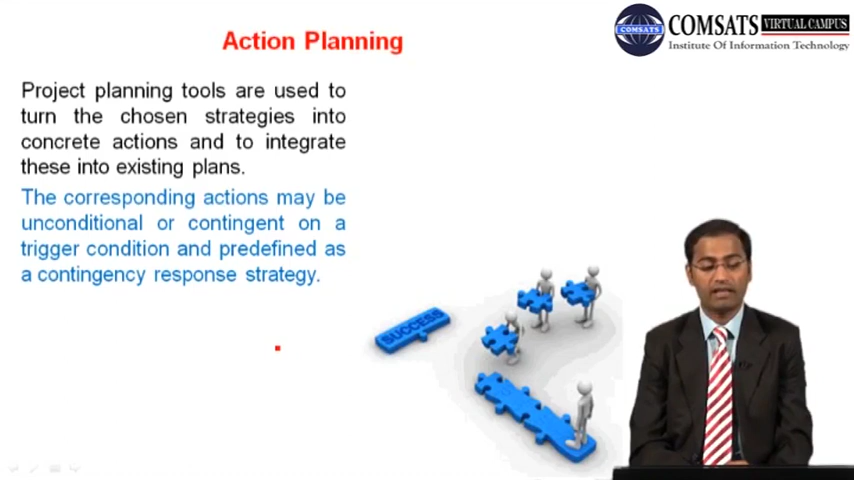 Action Planning
COMSATS VIRTUAL CAMPUS
Institute Of Information Technology
COMSATS
Project planning tools are used to
turn the chosen strategies into
concrete actions and to integrate
these into existing plans.
The corresponding actions may be
unconditional or contingent on a
trigger condition and predefined as
a contingency response strategy.
SUCCESS